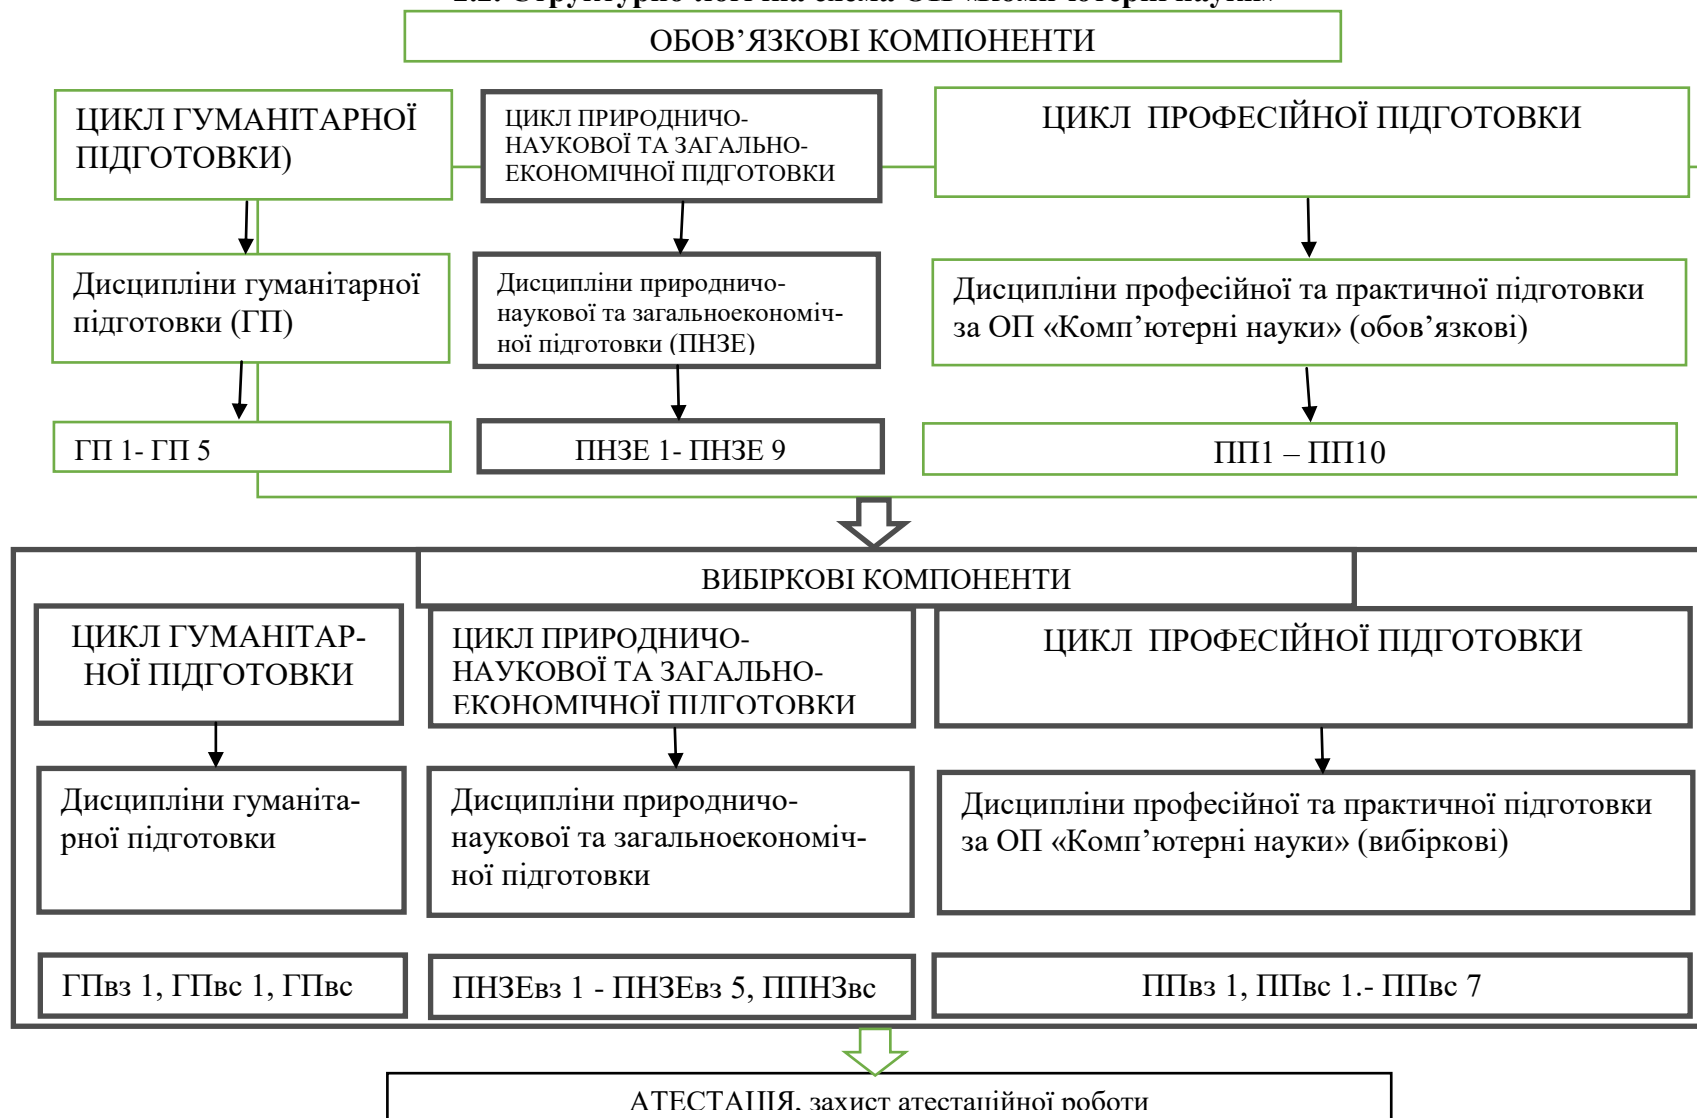 ОБОВ’ЯЗКОВІ КОМПОНЕНТИ
ЦИКЛ ГУМАНІТАРНОЇ
ПІДГОТОВКИ)
ЦИКЛ ПРИРОДНИЧО-
НАУКОВОЇ ТА ЗАГАЛЬНО-
ЕКОНОМІЧНОЇ ПІДГОТОВКИ
ЦИКЛ ПРОФЕСІЙНОЇ ПІДГОТОВКИ
Дисципліни гуманітарної
підготовки (ГП)
Дисципліни природничо-
наукової та загальноекономіч-
ної підготовки (ПНЗЕ)
Дисципліни професійної та практичної підготовки
за ОП «Комп’ютерні науки» (обов’язкові)
ГП 1- ГП 5
ПНЗЕ 1- ПНЗЕ 9
ПП1 – ПП10
ВИБІРКОВІ КОМПОНЕНТИ
ЦИКЛ ГУМАНІТАР-
НОЇ ПІДГОТОВКИ
ЦИКЛ ПРИРОДНИЧО-
НАУКОВОЇ ТА ЗАГАЛЬНО-
ЕКОНОМІЧНОЇ ПІДГОТОВКИ
ЦИКЛ ПРОФЕСІЙНОЇ ПІДГОТОВКИ
Дисципліни гуманіта-
рної підготовки
Дисципліни природничо-
наукової та загальноекономіч-
ної підготовки
Дисципліни професійної та практичної підготовки
за ОП «Комп’ютерні науки» (вибіркові)
ГПвз 1, ГПвс 1, ГПвс
ПНЗЕвз 1 - ПНЗЕвз 5, ППНЗвс
ППвз 1, ППвс 1.- ППвс 7
АТЕСТАЦІЯ, захист атестаційної роботи